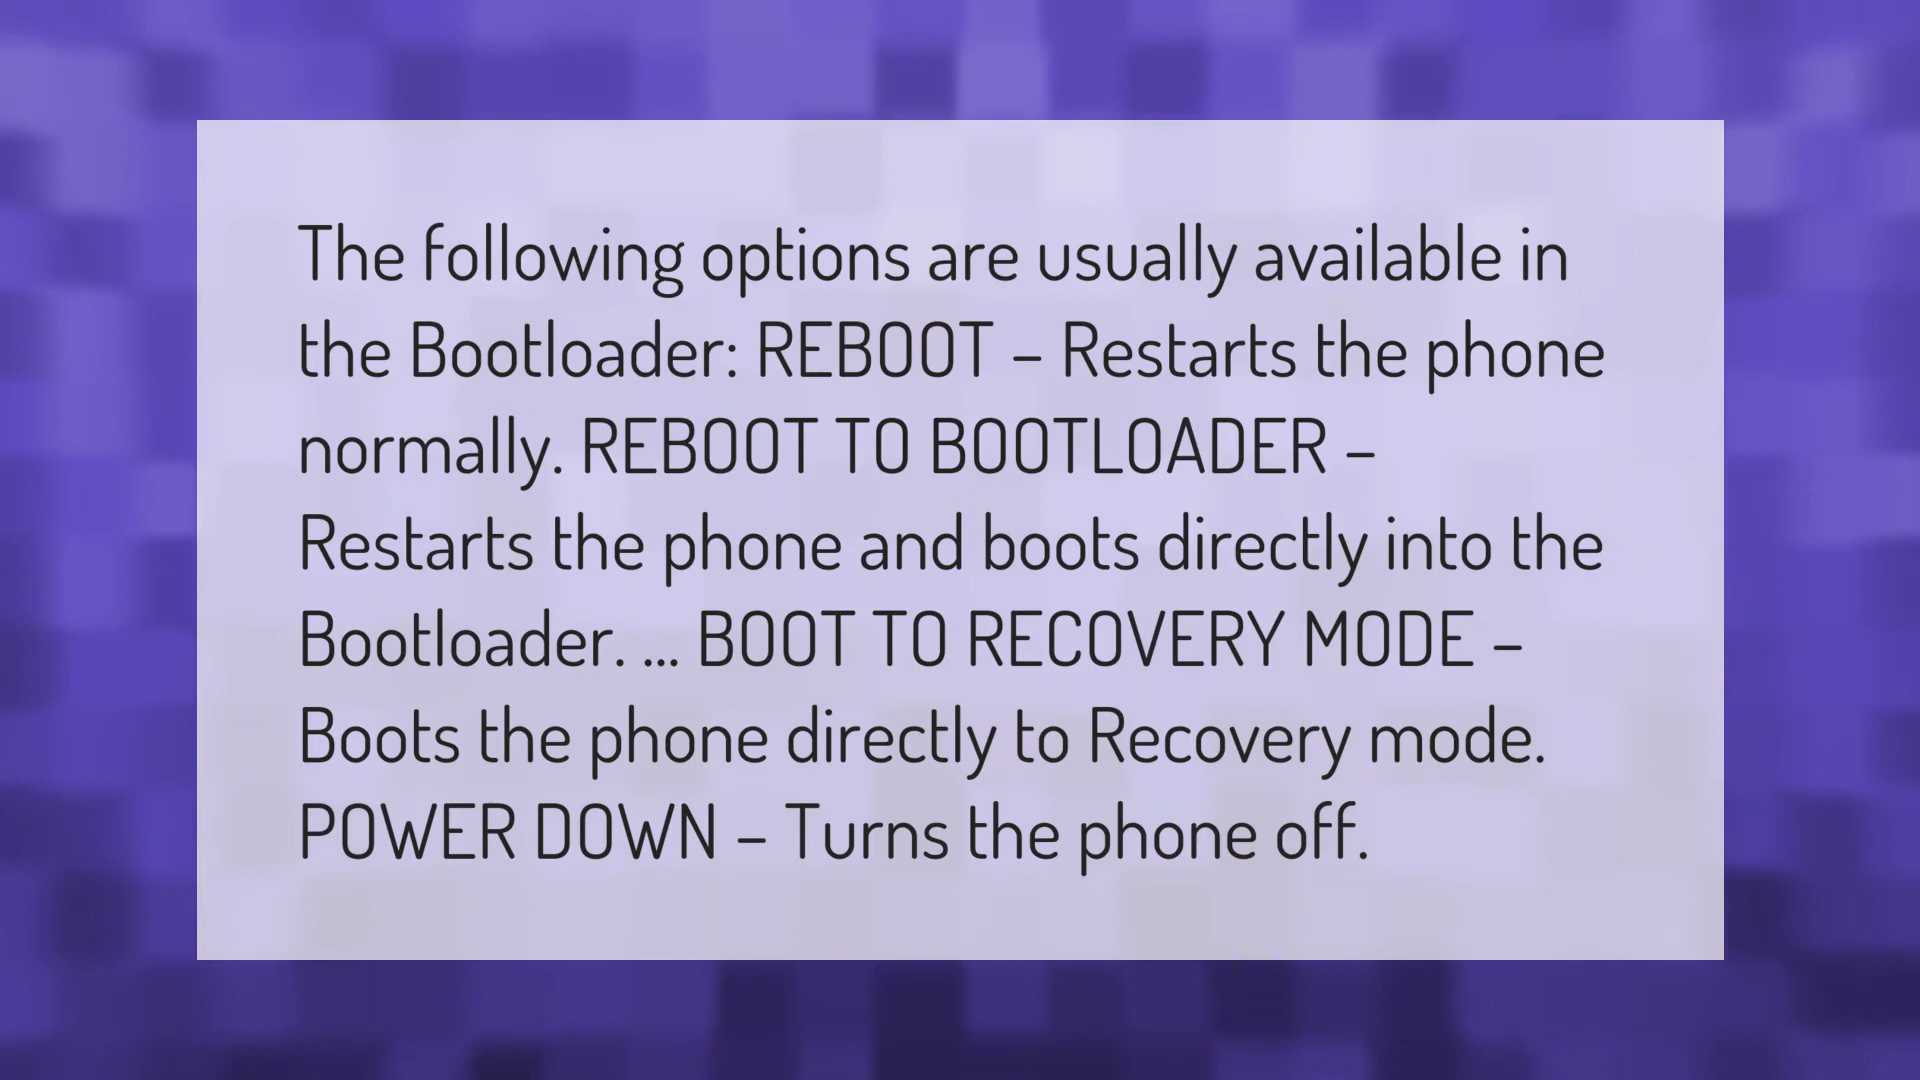 The following options are usually available in
the Bootloader: REBOOT – Restarts the phone
normally. REBOOT TO BOOTLOADER –
Restarts the phone and boots directly into the
Bootloader. ... BOOT TO RECOVERY MODE –
Boots the phone directly to Recovery mode.
POWER DOWN – Turns the phone off.